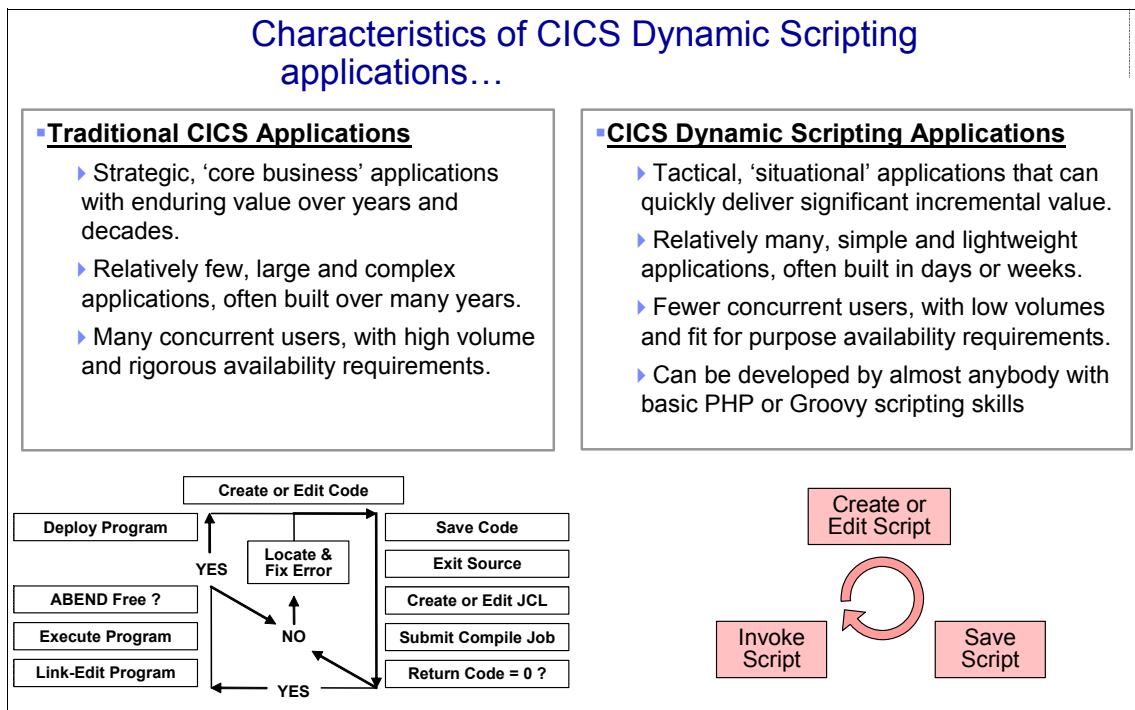 Characteristics of CICS Dynamic Scripting
applications…
▪Traditional CICS Applications
Strategic, ‘core business’ applications
with enduring value over years and
decades.
Relatively few, large and complex
applications, often built over many years.
Many concurrent users, with high volume
and rigorous availability requirements.
▪CICS Dynamic Scripting Applications
Tactical, ‘situational’ applications that can
quickly deliver significant incremental value.
Relatively many, simple and lightweight
applications, often built in days or weeks.
Fewer concurrent users, with low volumes
and fit for purpose availability requirements.
Can be developed by almost anybody with
basic PHP or Groovy scripting skills
Create or Edit Code
Save Code
Exit Source
Create or Edit JCL
Submit Compile Job
Return Code = 0 ?
Deploy Program
ABEND Free ?
Execute Program
Link-Edit Program
Locate &
Fix Error
YES
NO
YES
Create or
Edit Script
Save
Script
Invoke
Script